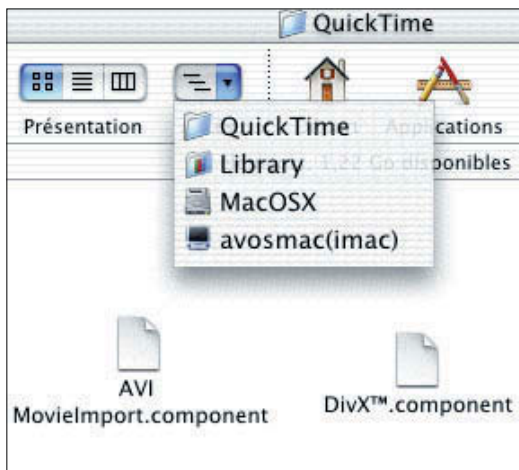 QuickTime
Présentation
Applications
QuickTime
Library
1,22 Go disponibles
MacOSX
avosmac(imac)
AVI
MovieImport.component
DivX™.component